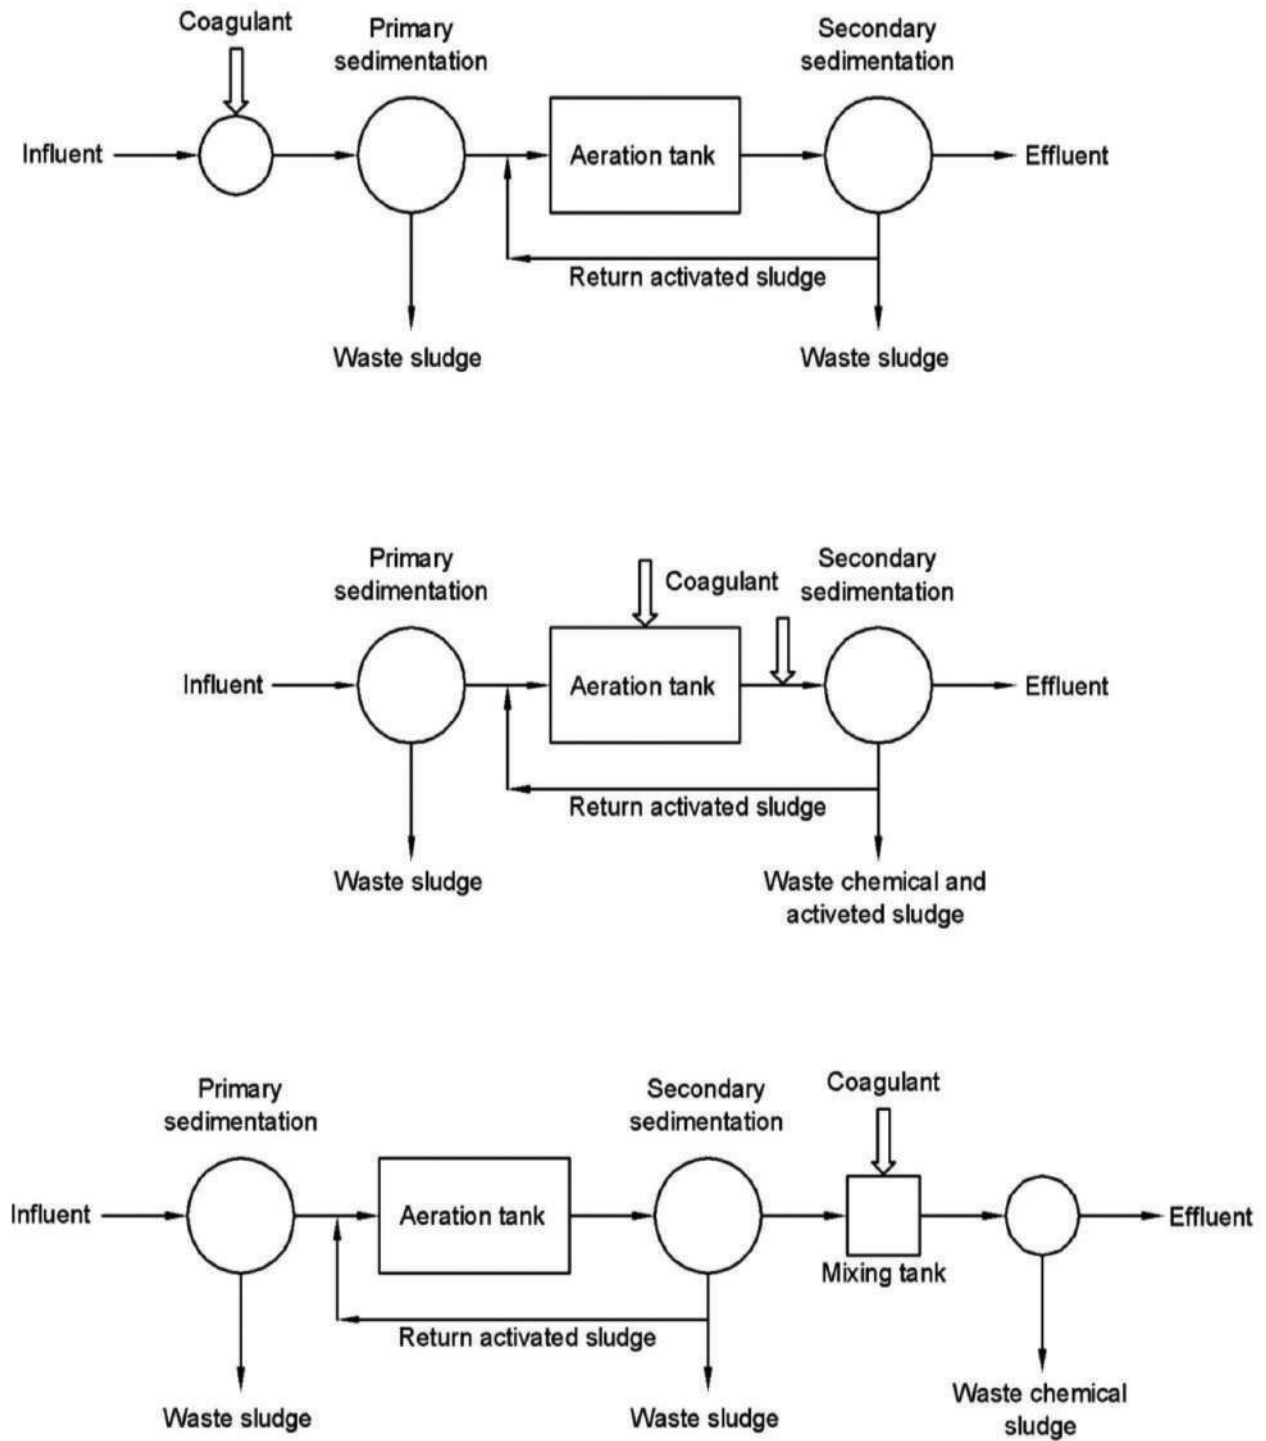 Coagulant
Primary
sedimentation
Secondary
sedimentation
Influent
Aeration tank
Effluent
Return activated sludge
Waste sludge
Waste sludge
Primary
sedimentation
Coagulant
Secondary
sedimentation
Influent
Aeration tank
Effluent
Return activated sludge
Waste sludge
Waste chemical and
activeted sludge
Primary
sedimentation
Secondary
sedimentation
Coagulant
Influent
Aeration tank
Effluent
Mixing tank
Return activated sludge
Waste sludge
Waste sludge
Waste chemical
sludge